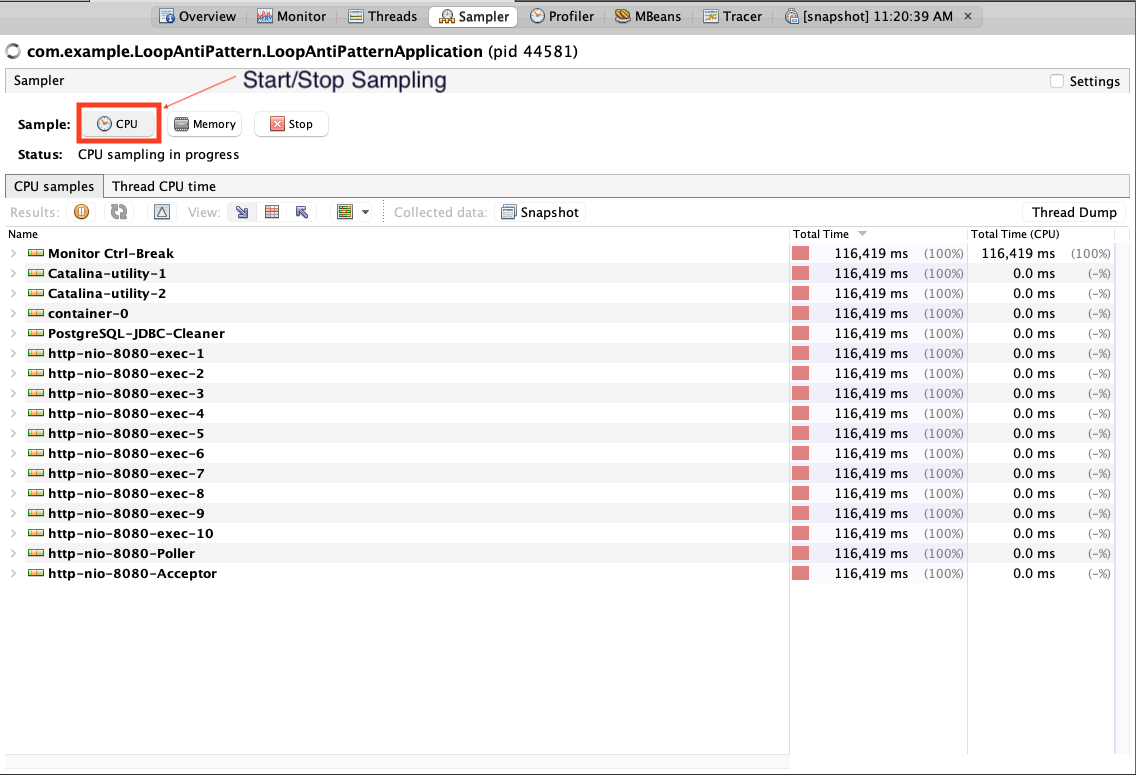 Overview Monitor Threads Sampler Profiler MBeans Tracer [snapshot] 11:20:39 AM ×
com.example.LoopAntiPattern.LoopAntiPatternApplication (pid 44581)
Sampler Start/Stop Sampling Settings
Sample: CPU Memory Stop
Status: CPU sampling in progress
CPU samples Thread CPU time
Results: View: Collected data: Snapshot Thread Dump
Name Total Time Total Time (CPU)
Monitor Ctrl-Break 116,419 ms (100%) 116,419 ms (100%)
Catalina-utility-1 116,419 ms (100%) 0.0 ms (-%)
Catalina-utility-2 116,419 ms (100%) 0.0 ms (-%)
container-0 116,419 ms (100%) 0.0 ms (-%)
PostgreSQL-JDBC-Cleaner 116,419 ms (100%) 0.0 ms (-%)
http-nio-8080-exec-1 116,419 ms (100%) 0.0 ms (-%)
http-nio-8080-exec-2 116,419 ms (100%) 0.0 ms (-%)
http-nio-8080-exec-3 116,419 ms (100%) 0.0 ms (-%)
http-nio-8080-exec-4 116,419 ms (100%) 0.0 ms (-%)
http-nio-8080-exec-5 116,419 ms (100%) 0.0 ms (-%)
http-nio-8080-exec-6 116,419 ms (100%) 0.0 ms (-%)
http-nio-8080-exec-7 116,419 ms (100%) 0.0 ms (-%)
http-nio-8080-exec-8 116,419 ms (100%) 0.0 ms (-%)
http-nio-8080-exec-9 116,419 ms (100%) 0.0 ms (-%)
http-nio-8080-exec-10 116,419 ms (100%) 0.0 ms (-%)
http-nio-8080-Poller 116,419 ms (100%) 0.0 ms (-%)
http-nio-8080-Acceptor 116,419 ms (100%) 0.0 ms (-%)